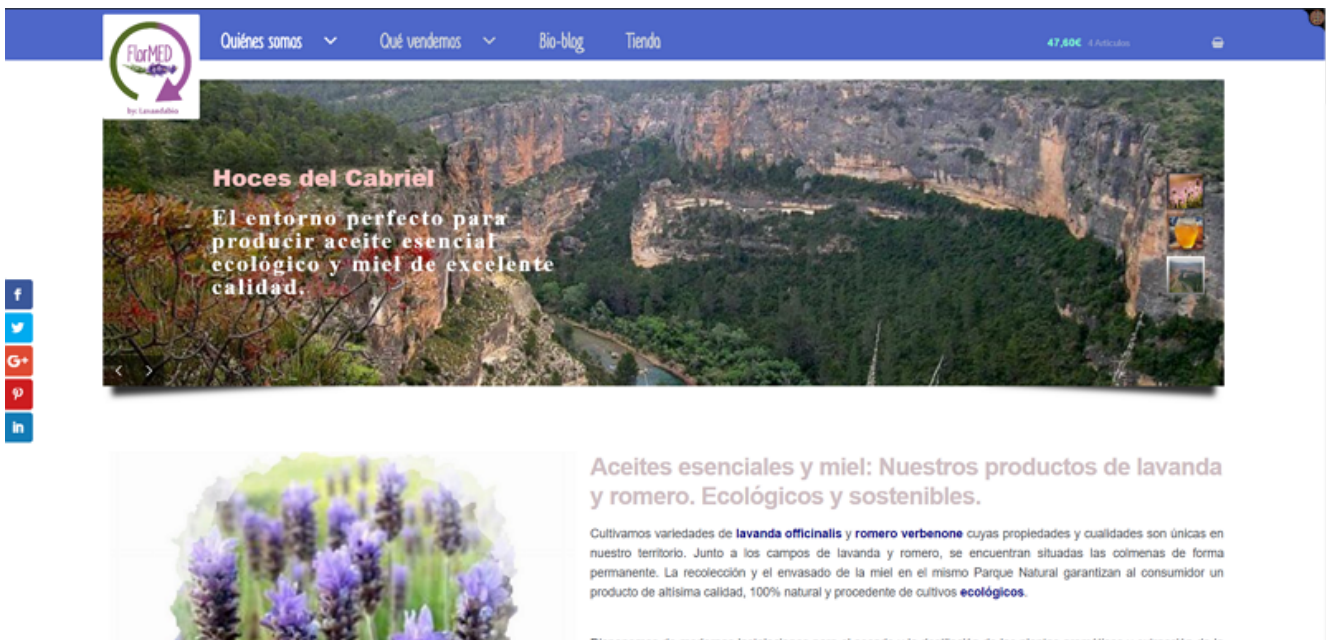 Quiénes somos
Qué vendemos
Bio-blog
Tienda
47,60€ 4 Artículos
FlorMED
by: Lavandabio
Hoces del Cabriel
El entorno perfecto para
producir aceite esencial
ecológico y miel de excelente
calidad.
f
G+
in
Aceites esenciales y miel: Nuestros productos de lavanda
y romero. Ecológicos y sostenibles.
Cultivamos variedades de lavanda officinalis y romero verbenone cuyas propiedades y cualidades son únicas en
nuestro territorio. Junto a los campos de lavanda y romero, se encuentran situadas las colmenas de forma
permanente. La recolección y el envasado de la miel en el mismo Parque Natural garantizan al consumidor un
producto de altísima calidad, 100% natural y procedente de cultivos ecológicos.